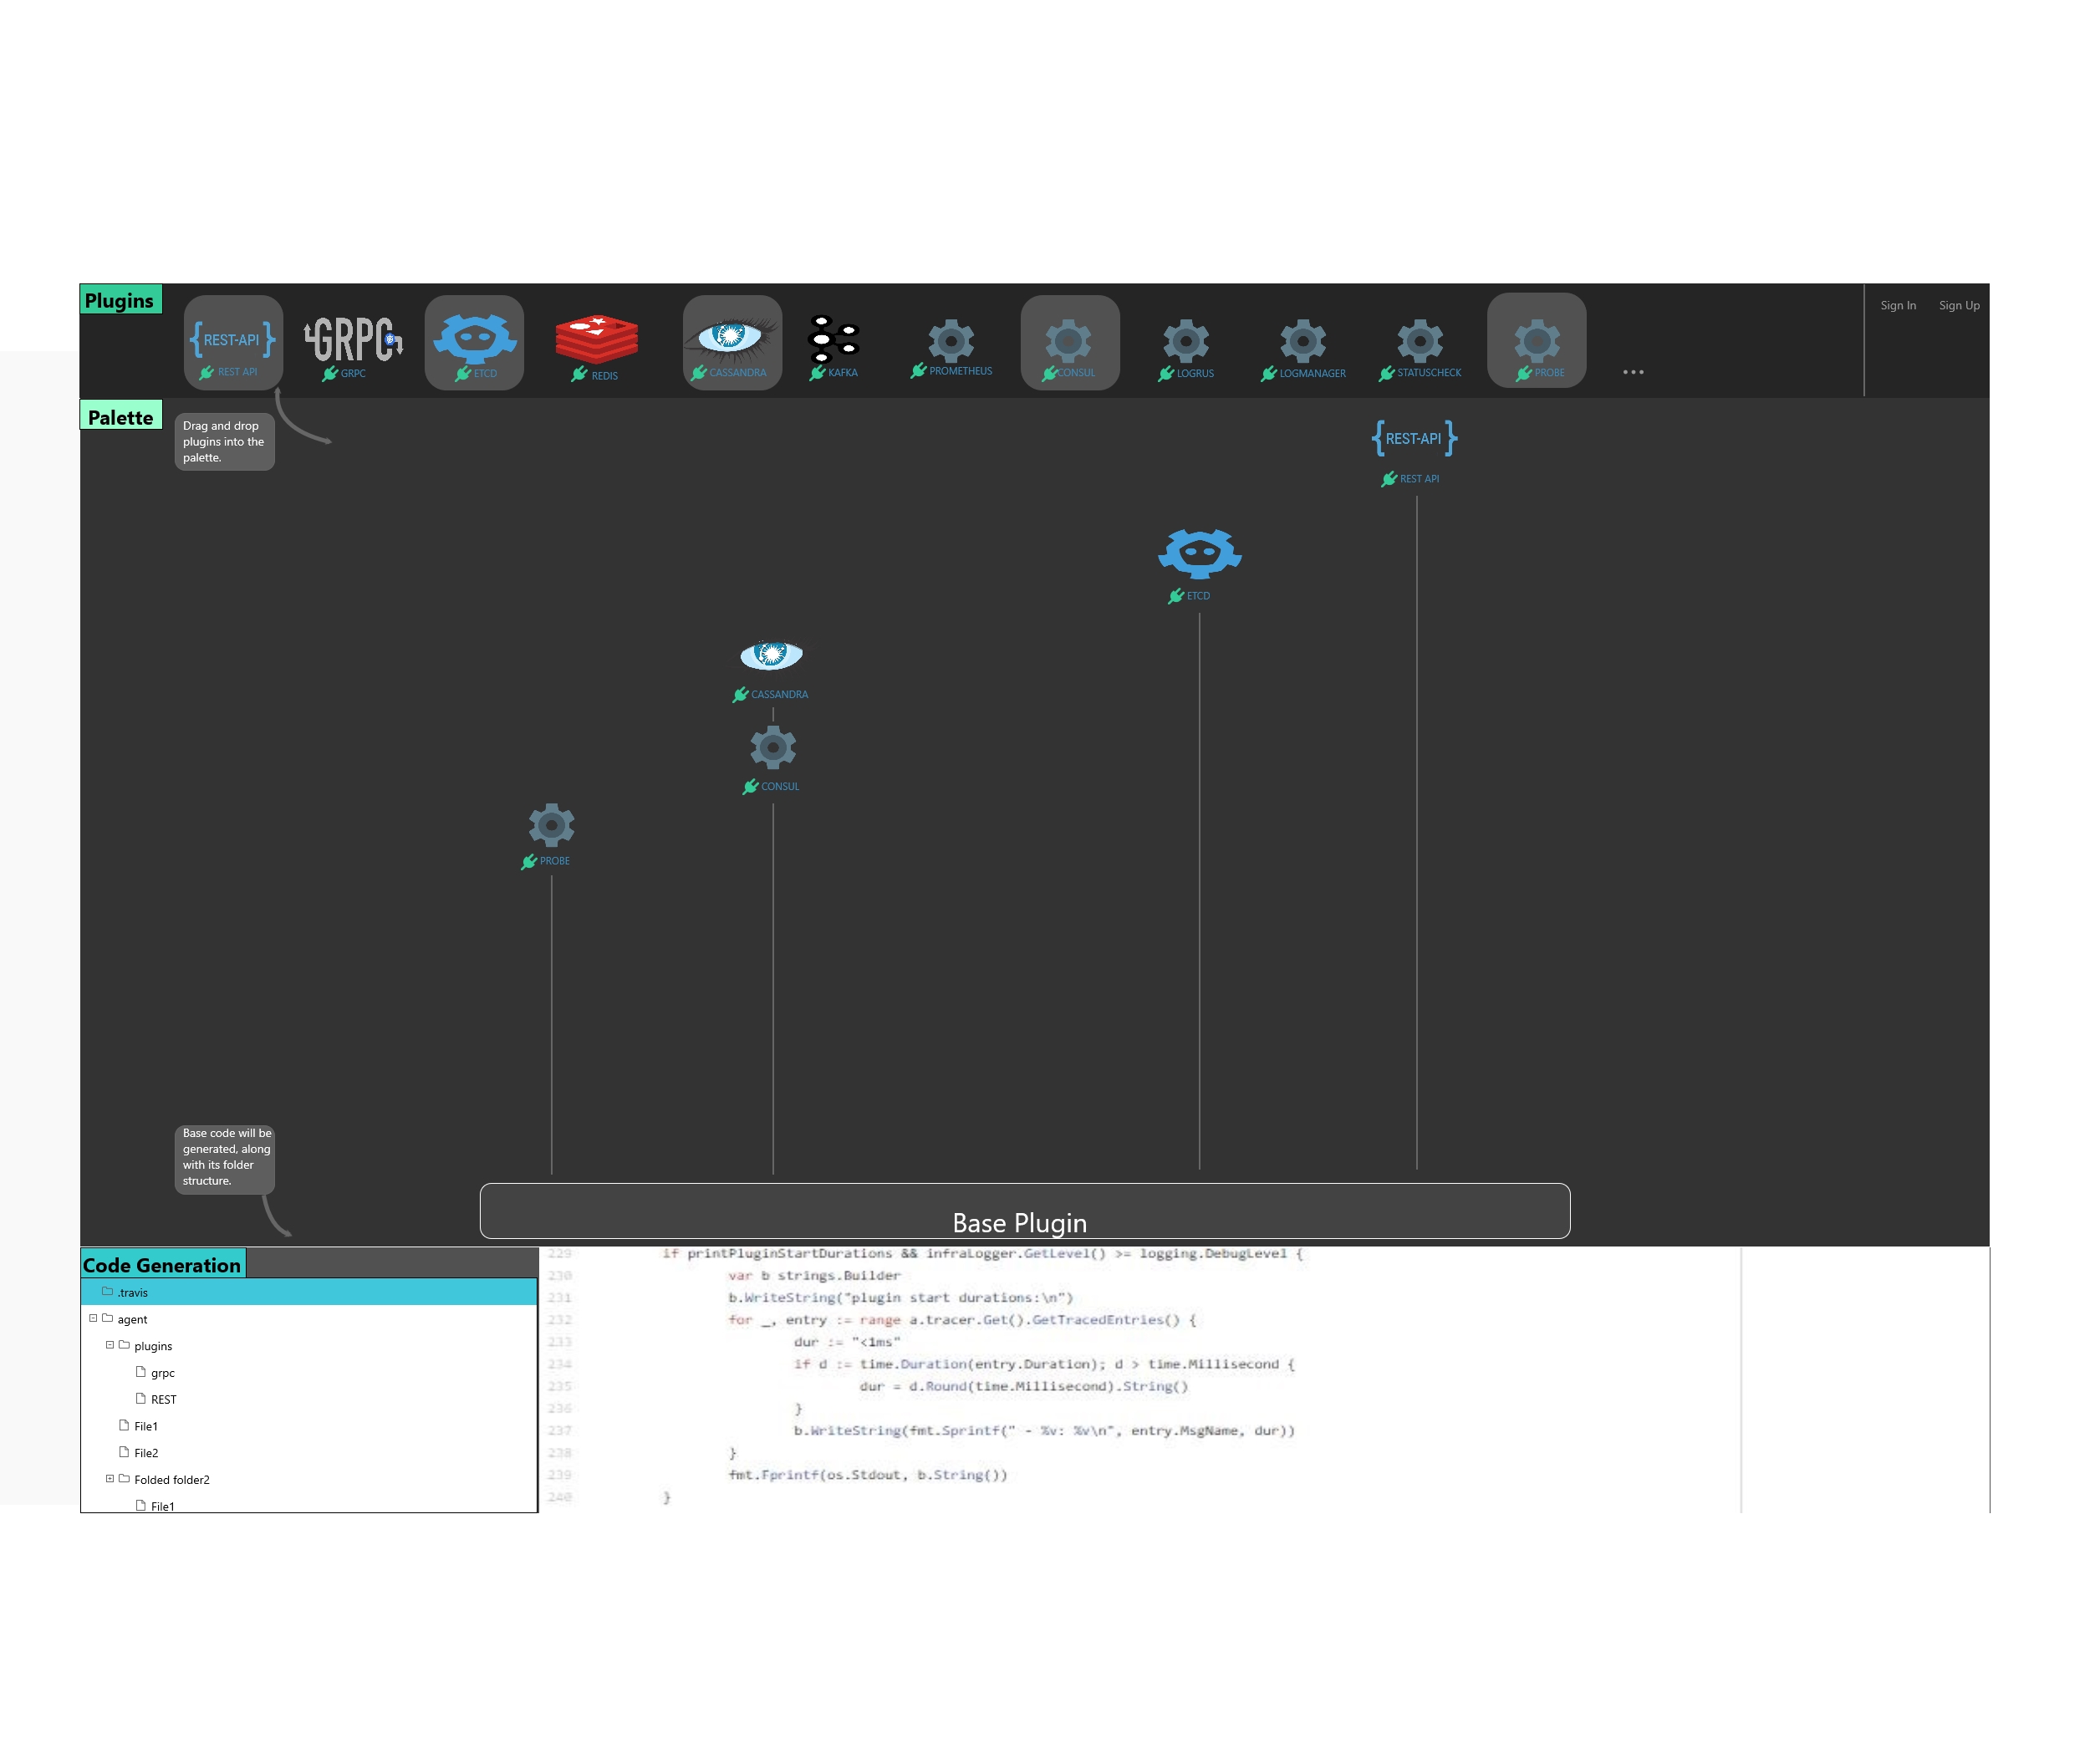 Plugins
{REST-API}
REST API
GRPC
GRPC
ETCD
REDIS
CASSANDRA
KAFKA
PROMETHEUS
CONSUL
LOGRUS
LOGMANAGER
STATUSCHECK
PROBE
...
Sign In
Sign Up
Palette
Drag and drop
plugins into the
palette.
{REST-API}
REST API
ETCD
CASSANDRA
CONSUL
PROBE
Base code will be
generated, along
with its folder
structure.
Base Plugin
Code Generation
.travis
agent
plugins
grpc
REST
File1
File2
Folded folder2
File1
229 if printPluginStartDurations && infraLogger.GetLevel() >= logging.DebugLevel {
230 var b strings.Builder
231 b.WriteString("plugin start durations:\n")
232 for _, entry := range a.tracer.Get().GetTracedEntries() {
233 dur := "<1ms"
234 if d := time.Duration(entry.Duration); d > time.Millisecond {
235 dur = d.Round(time.Millisecond).String()
236 }
237 b.WriteString(fmt.Sprintf(" - %v: %v\n", entry.MsgName, dur))
238 }
239 fmt.Fprintf(os.Stdout, b.String())
240 }